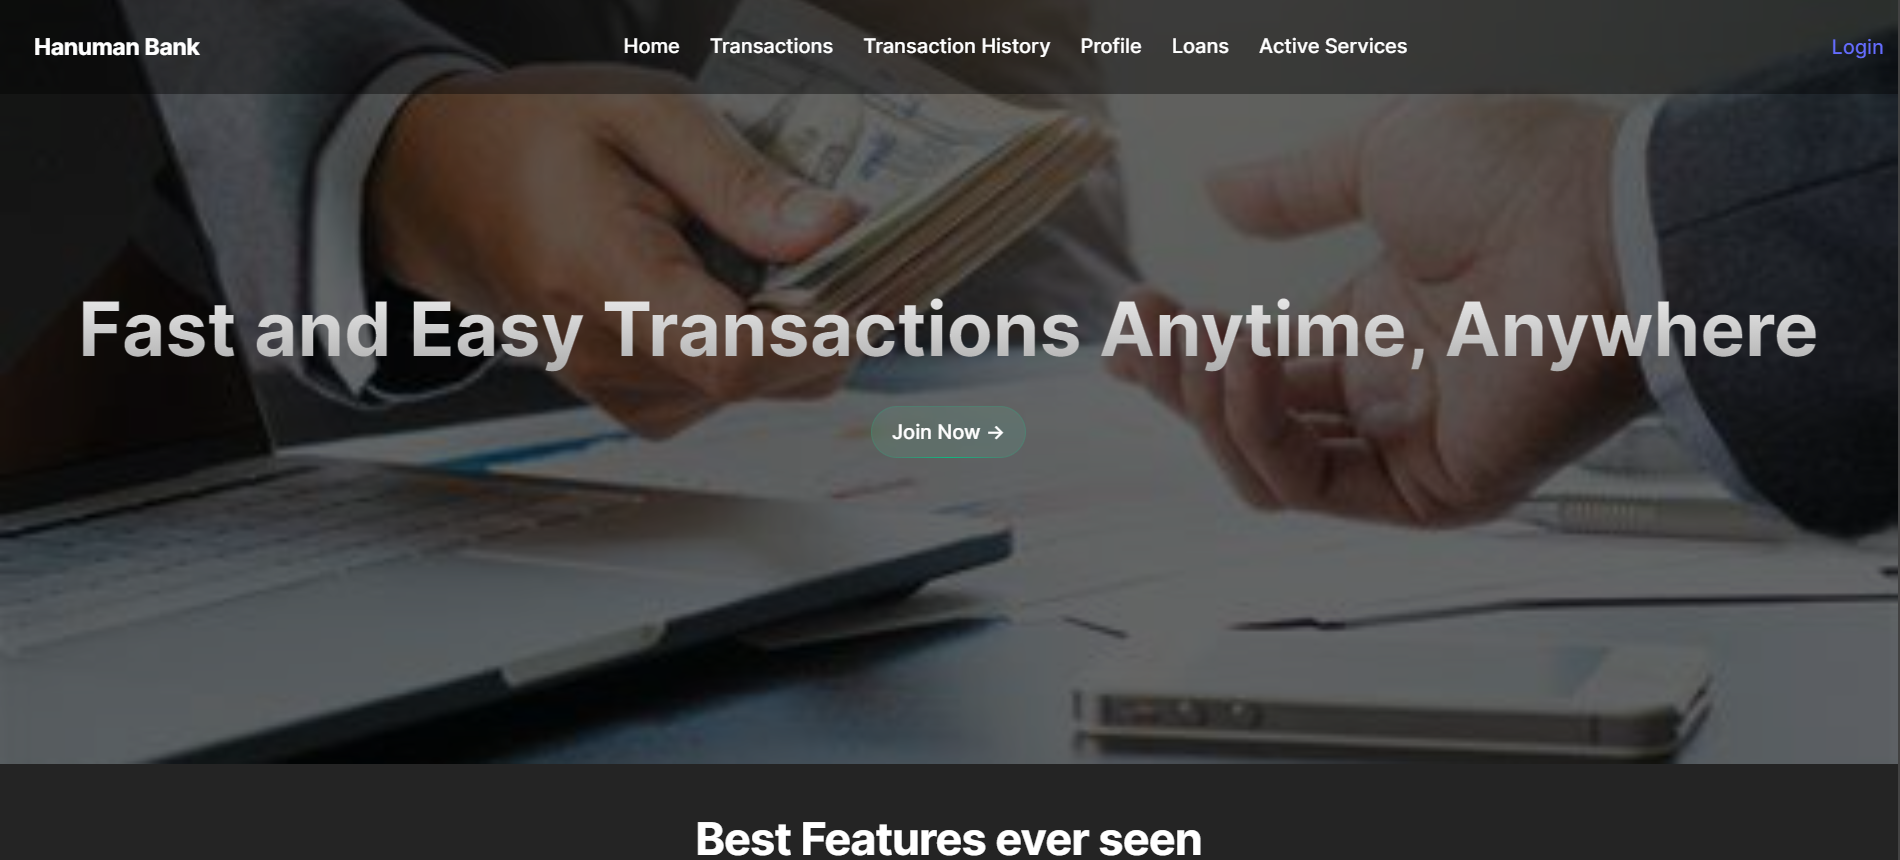 Hanuman Bank
Home Transactions Transaction History Profile Loans Active Services
Login
Fast and Easy Transactions Anytime, Anywhere
Join Now →
Best Features ever seen